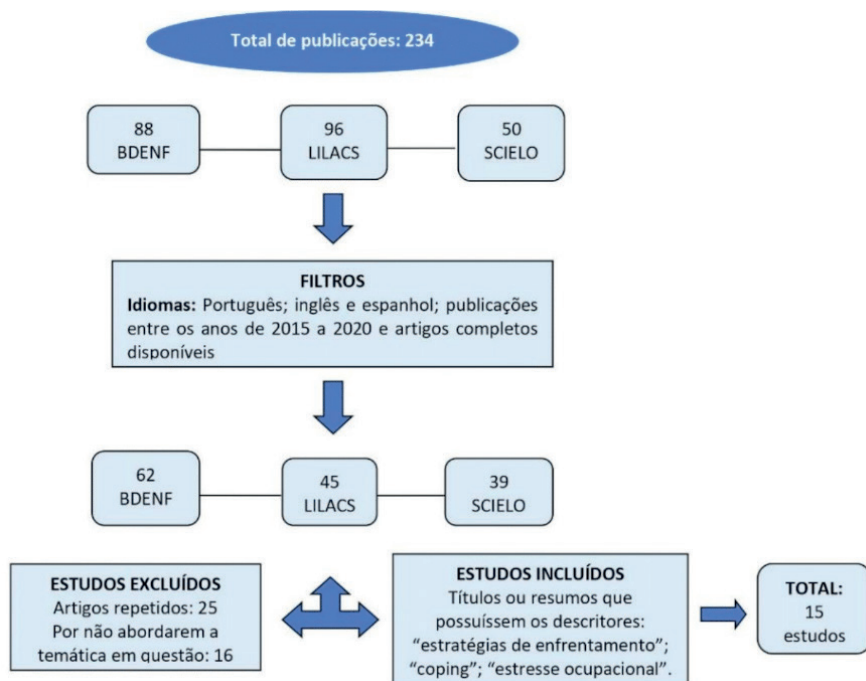 Total de publicações: 234
88
BDENF
96
LILACS
50
SCIELO
FILTROS
Idiomas: Português; inglês e espanhol; publicações
entre os anos de 2015 a 2020 e artigos completos
disponíveis
62
BDENF
45
LILACS
39
SCIELO
ESTUDOS EXCLUÍDOS
Artigos repetidos: 25
Por não abordarem a
temática em questão: 16
ESTUDOS INCLUÍDOS
Títulos ou resumos que
possuíssem os descritores:
“estratégias de enfrentamento”;
“coping”; “estresse ocupacional”.
TOTAL:
15
estudos